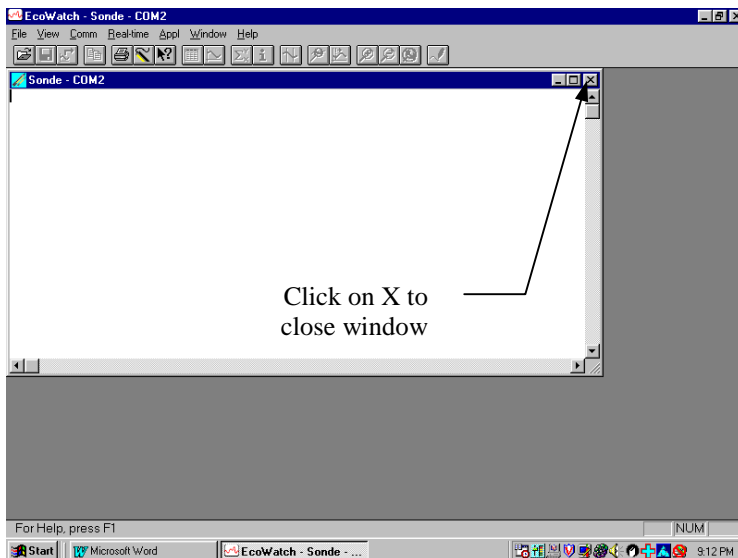 EcoWatch - Sonde - COM2
File View Comm Real-time Appl Window Help
Sonde - COM2
Click on X to
close window
For Help, press F1
NUM
Start
Microsoft Word
EcoWatch - Sonde - ...
9:12 PM